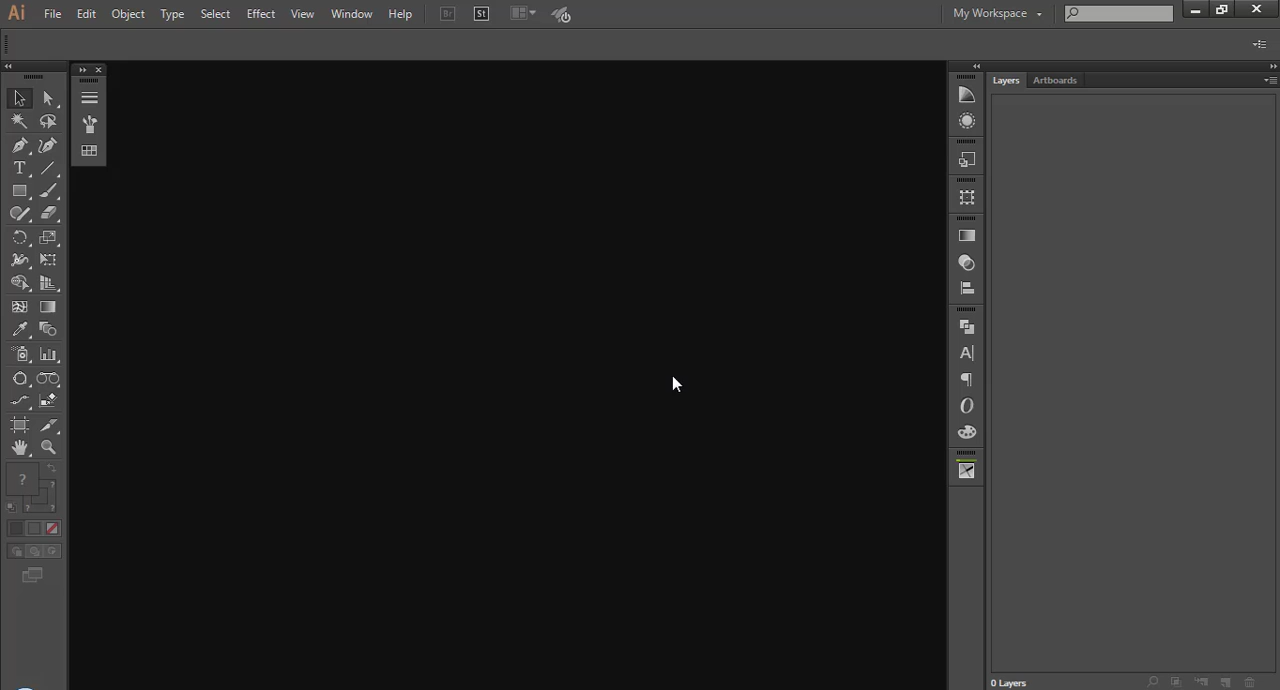 Ai File Edit Object Type Select Effect View Window Help Br St My Workspace
Layers Artboards
T
A
¶
O
?
?
? ?
0 Layers